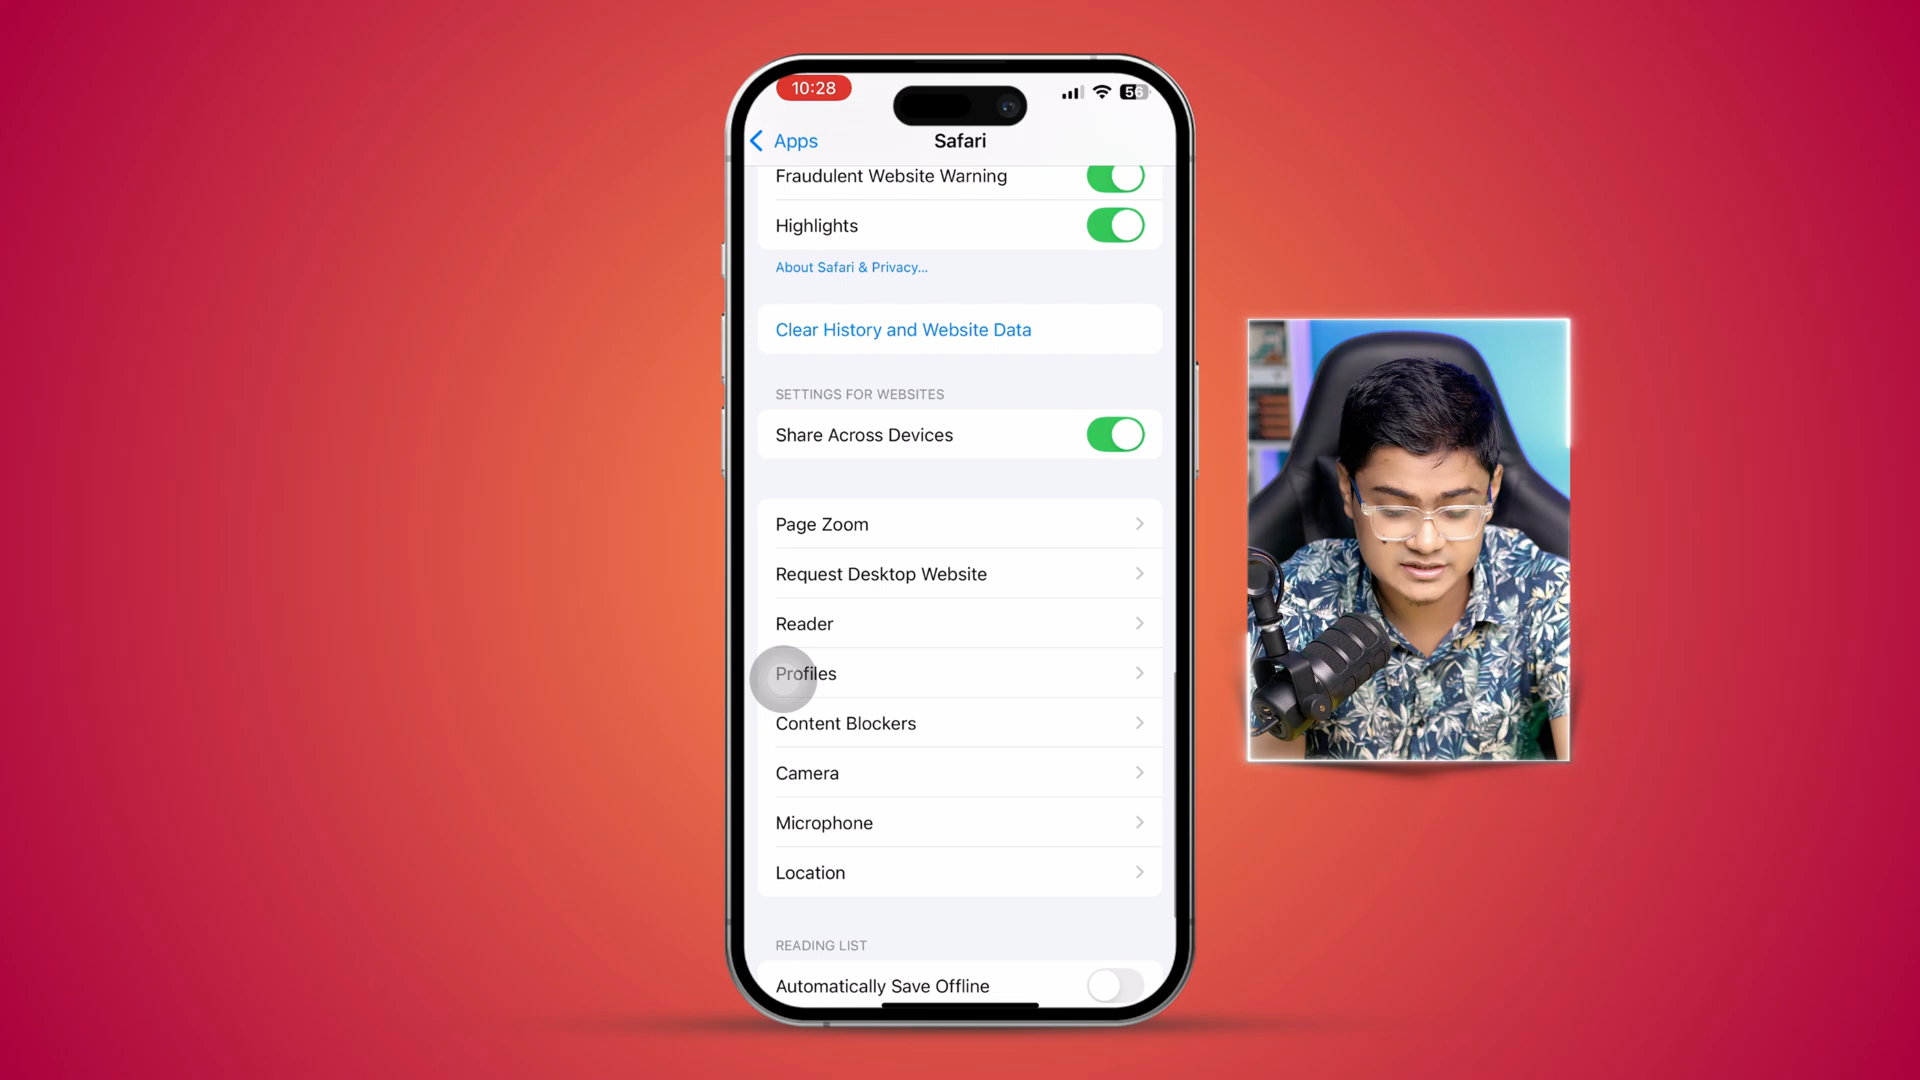 10:28
56
Apps
Safari
Fraudulent Website Warning
Highlights
About Safari & Privacy...
Clear History and Website Data
SETTINGS FOR WEBSITES
Share Across Devices
Page Zoom
Request Desktop Website
Reader
Profiles
Content Blockers
Camera
Microphone
Location
READING LIST
Automatically Save Offline